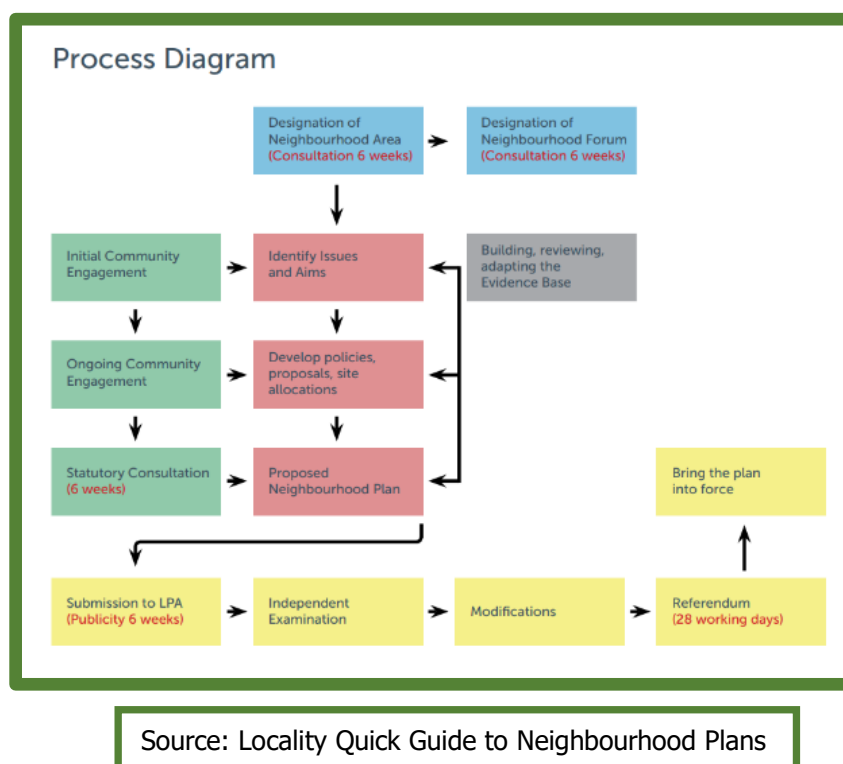 Process Diagram
Designation of
Neighbourhood Area
(Consultation 6 weeks)
Designation of
Neighbourhood Forum
(Consultation 6 weeks)
Initial Community
Engagement
Identify Issues
and Aims
Building, reviewing,
adapting the
Evidence Base
Ongoing Community
Engagement
Develop policies,
proposals, site
allocations
Statutory Consultation
(6 weeks)
Proposed
Neighbourhood Plan
Bring the plan
into force
Submission to LPA
(Publicity 6 weeks)
Independent
Examination
Modifications
Referendum
(28 working days)
Source: Locality Quick Guide to Neighbourhood Plans